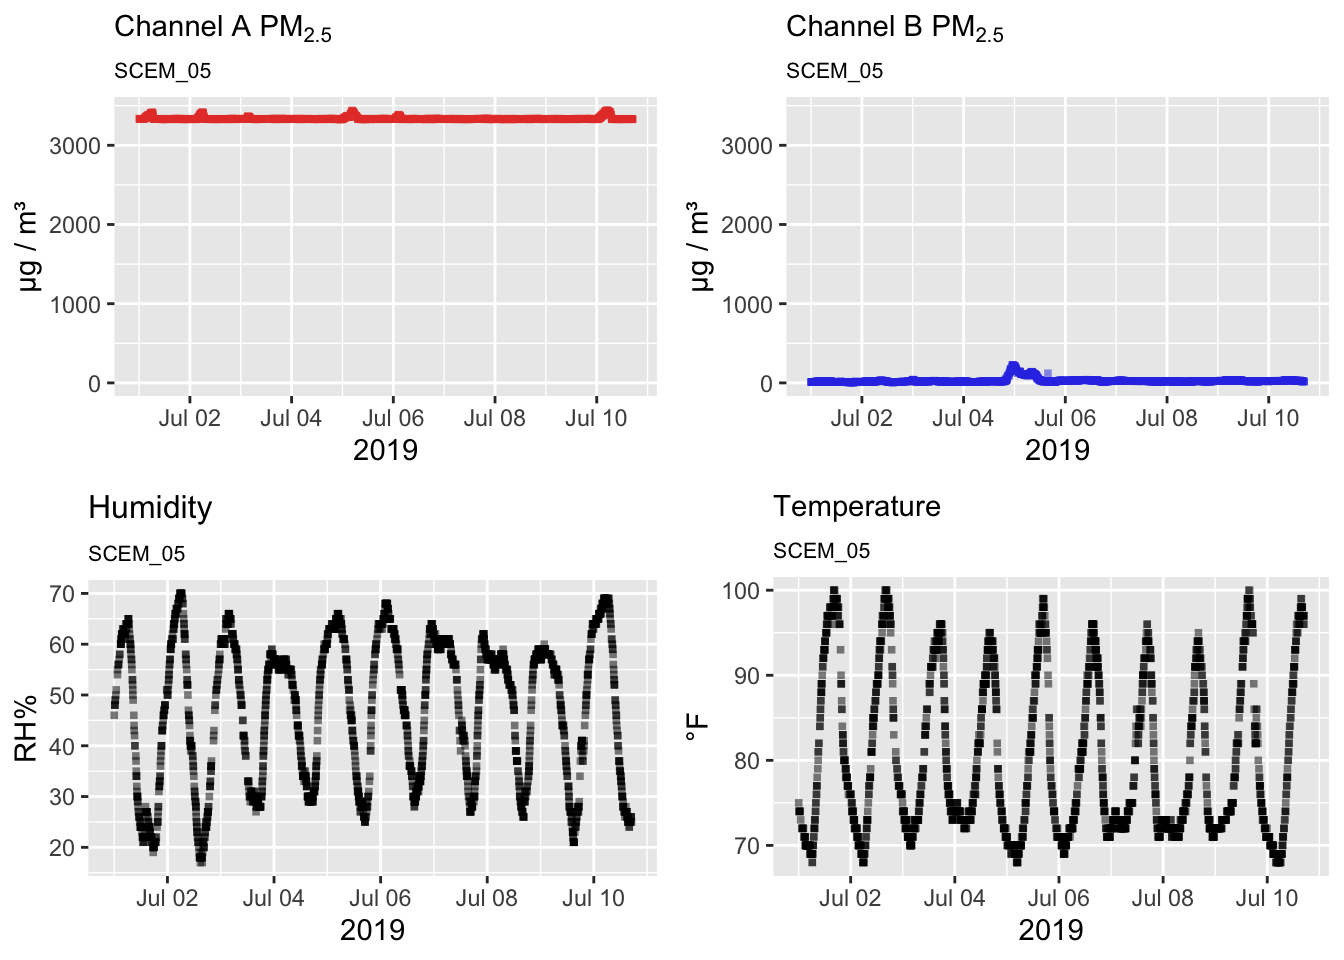 Channel A PM2.5
SCEM_05
3000
2000
1000
0
µg / m³
Jul 02 Jul 04 Jul 06 Jul 08 Jul 10
2019
Channel B PM2.5
SCEM_05
3000
2000
1000
0
µg / m³
Jul 02 Jul 04 Jul 06 Jul 08 Jul 10
2019
Humidity
SCEM_05
70
60
50
40
30
20
RH%
Jul 02 Jul 04 Jul 06 Jul 08 Jul 10
2019
Temperature
SCEM_05
100
90
80
70
°F
Jul 02 Jul 04 Jul 06 Jul 08 Jul 10
2019